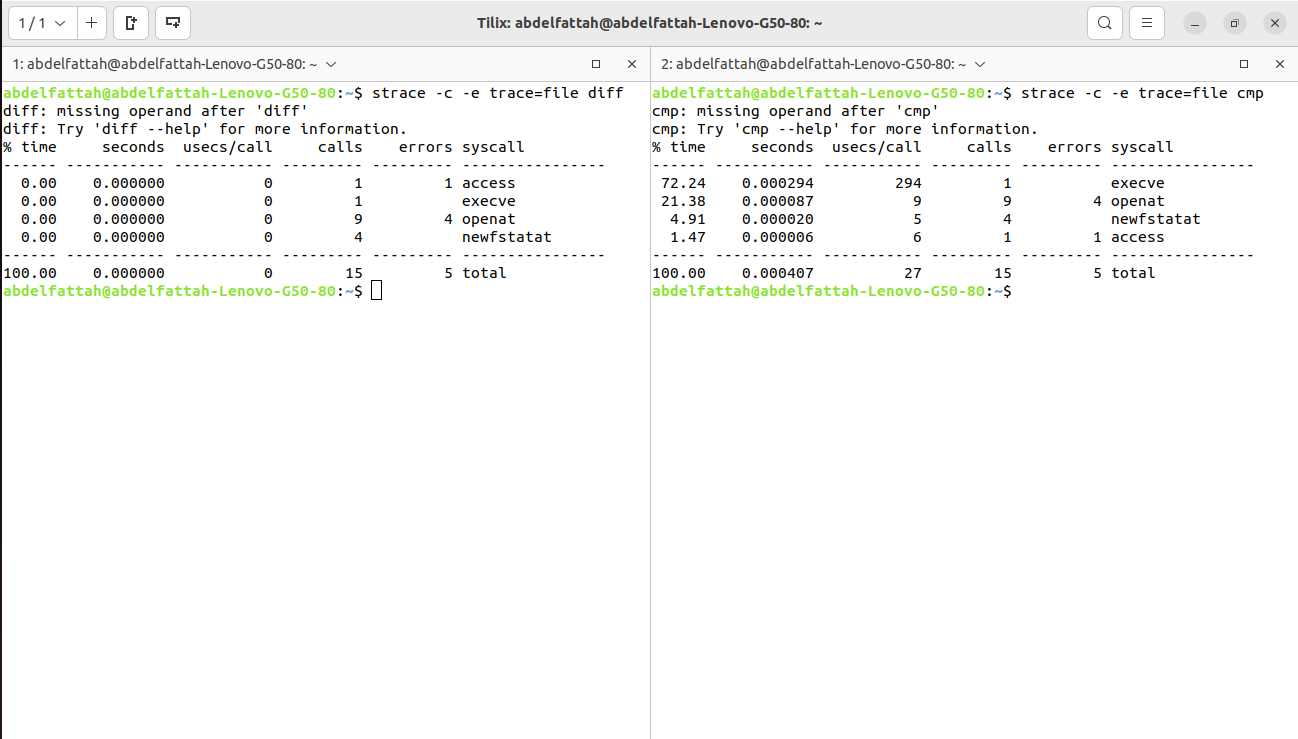 1 / 1
Tilix: abdelfattah@abdelfattah-Lenovo-G50-80: ~
1: abdelfattah@abdelfattah-Lenovo-G50-80: ~
abdelfattah@abdelfattah-Lenovo-G50-80:~$ strace -c -e trace=file diff
diff: missing operand after 'diff'
diff: Try 'diff --help' for more information.
% time     seconds  usecs/call     calls    errors syscall
------ ----------- ----------- --------- --------- ----------------
  0.00    0.000000           0         1         1 access
  0.00    0.000000           0         1           execve
  0.00    0.000000           0         9         4 openat
  0.00    0.000000           0         4           newfstatat
------ ----------- ----------- --------- --------- ----------------
100.00    0.000000           0        15         5 total
abdelfattah@abdelfattah-Lenovo-G50-80:~$
2: abdelfattah@abdelfattah-Lenovo-G50-80: ~
abdelfattah@abdelfattah-Lenovo-G50-80:~$ strace -c -e trace=file cmp
cmp: missing operand after 'cmp'
cmp: Try 'cmp --help' for more information.
% time     seconds  usecs/call     calls    errors syscall
------ ----------- ----------- --------- --------- ----------------
 72.24    0.000294         294         1           execve
 21.38    0.000087           9         9         4 openat
  4.91    0.000020           5         4           newfstatat
  1.47    0.000006           6         1         1 access
------ ----------- ----------- --------- --------- ----------------
100.00    0.000407          27        15         5 total
abdelfattah@abdelfattah-Lenovo-G50-80:~$